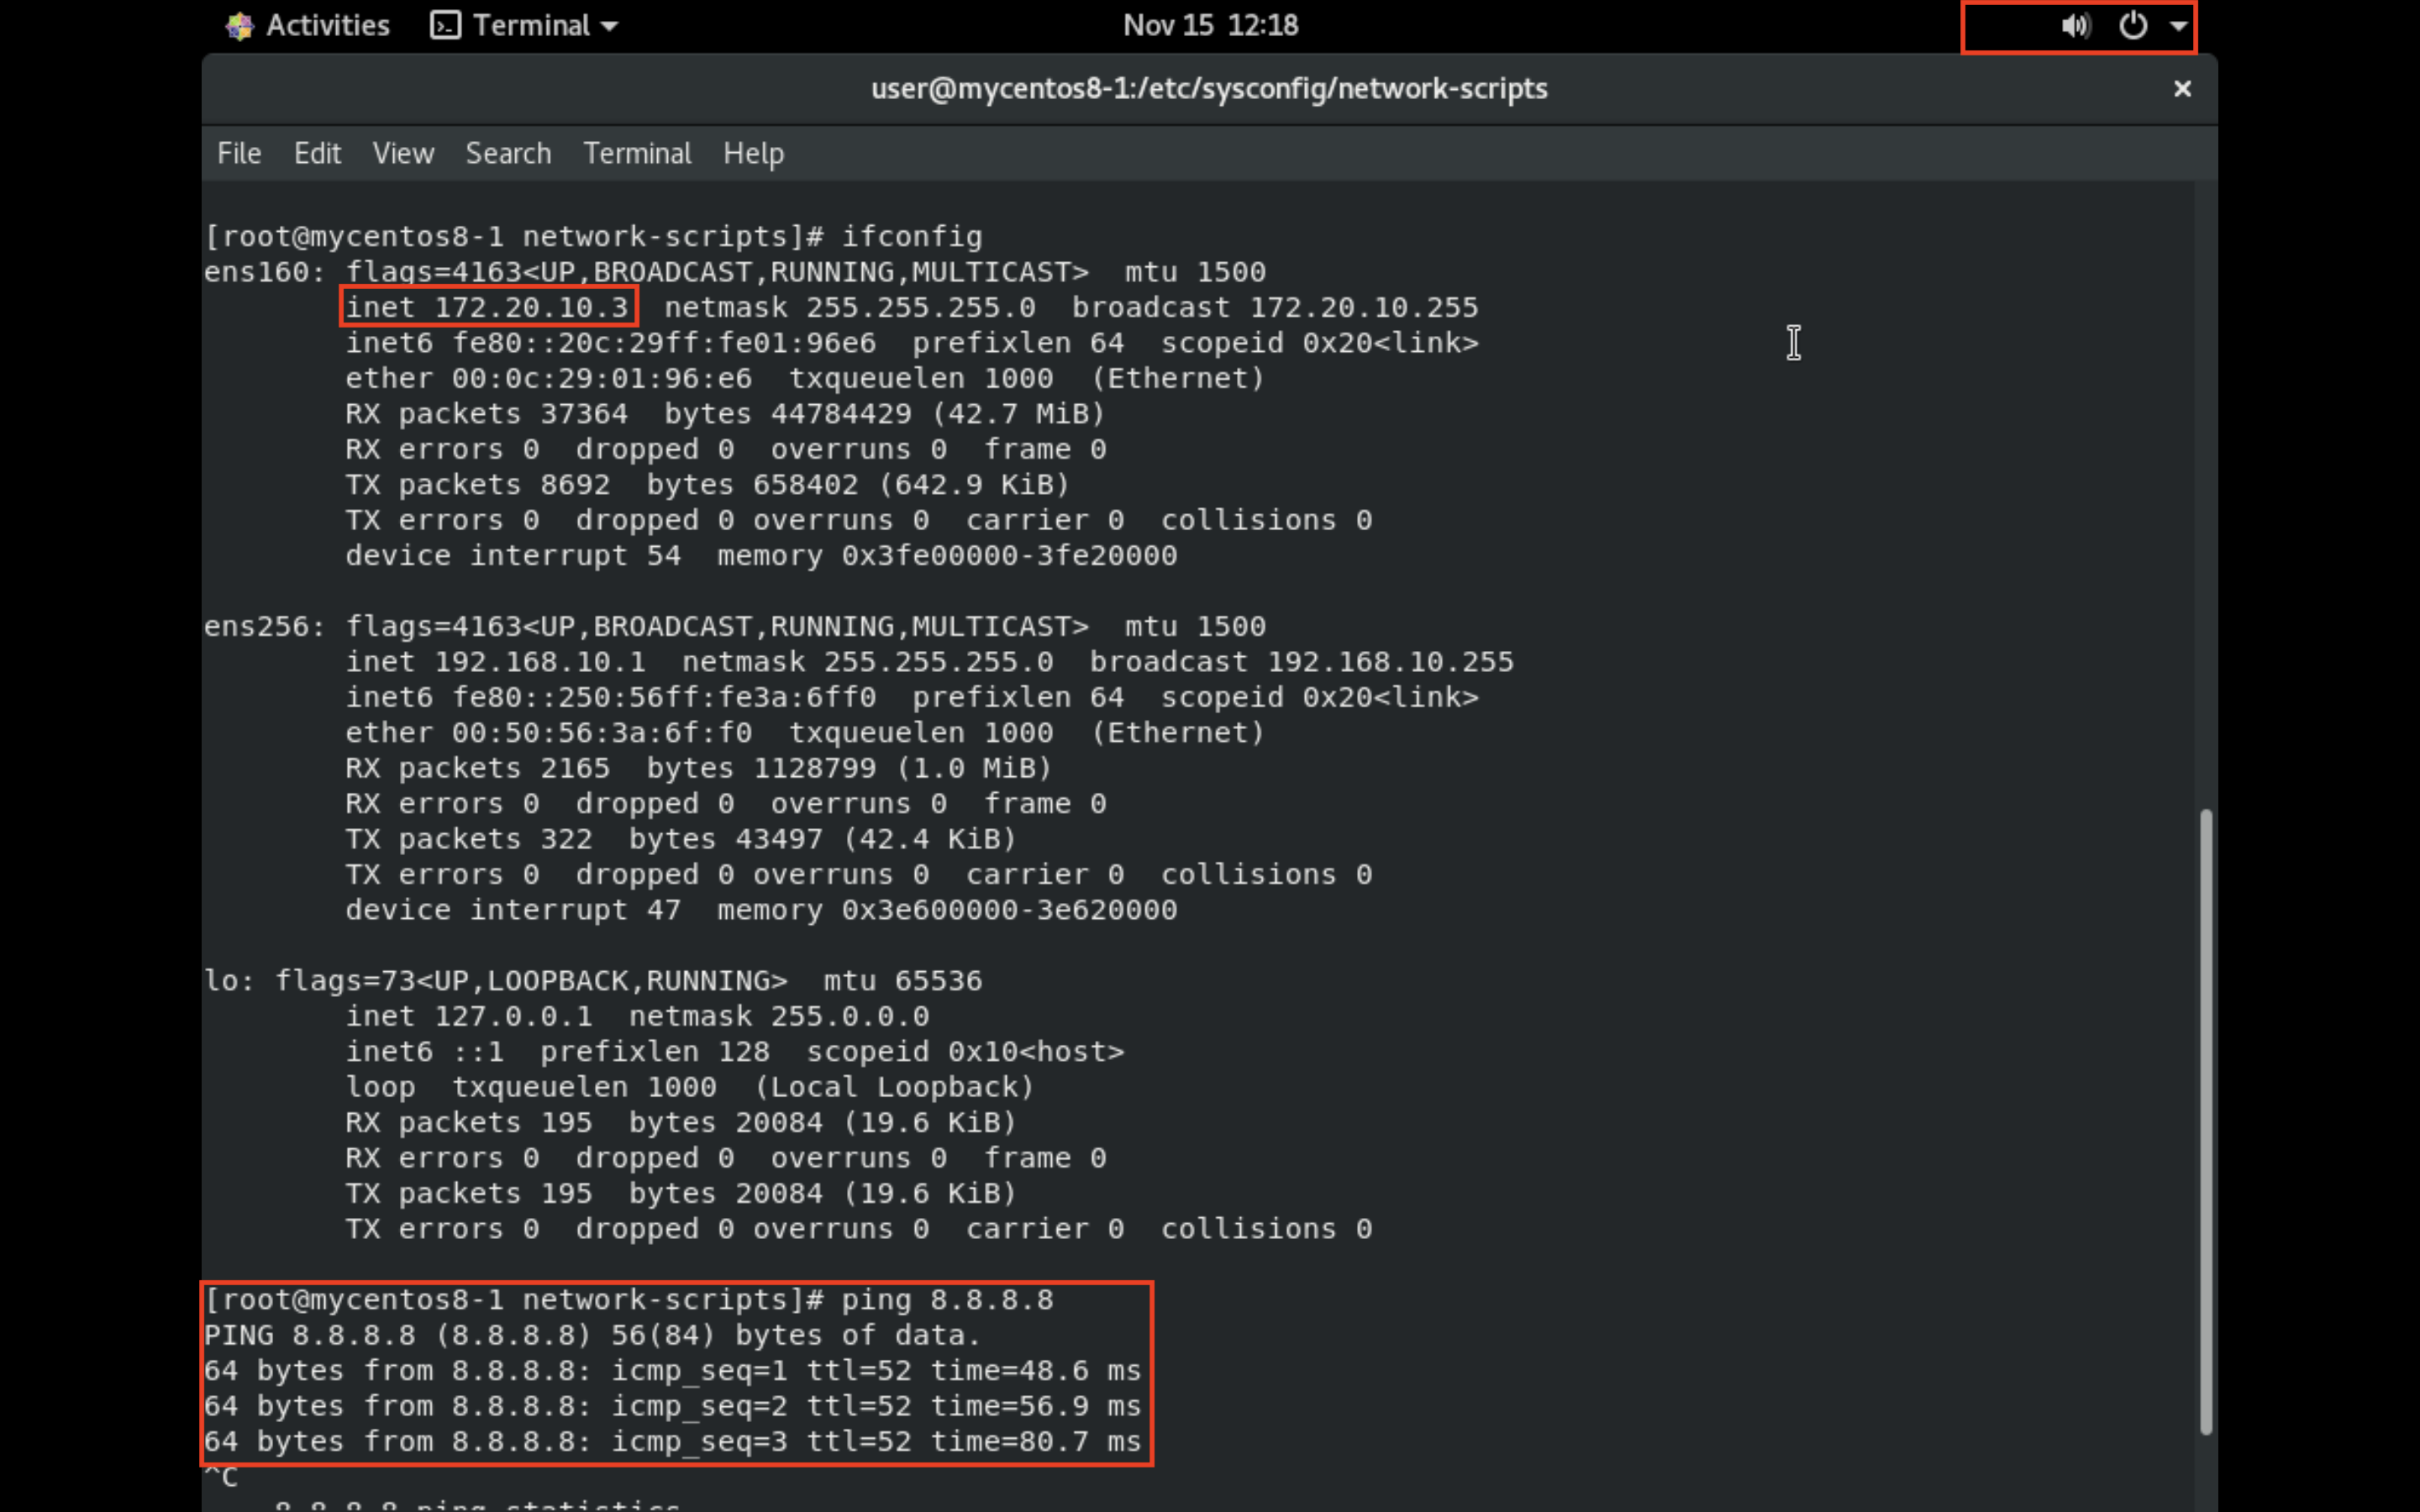 Activities Terminal Nov 15 12:18
user@mycentos8-1:/etc/sysconfig/network-scripts
File Edit View Search Terminal Help
[root@mycentos8-1 network-scripts]# ifconfig
ens160: flags=4163<UP,BROADCAST,RUNNING,MULTICAST>  mtu 1500
        inet 172.20.10.3  netmask 255.255.255.0  broadcast 172.20.10.255
        inet6 fe80::20c:29ff:fe01:96e6  prefixlen 64  scopeid 0x20<link>
        ether 00:0c:29:01:96:e6  txqueuelen 1000  (Ethernet)
        RX packets 37364  bytes 44784429 (42.7 MiB)
        RX errors 0  dropped 0  overruns 0  frame 0
        TX packets 8692  bytes 658402 (642.9 KiB)
        TX errors 0  dropped 0 overruns 0  carrier 0  collisions 0
        device interrupt 54  memory 0x3fe00000-3fe20000
ens256: flags=4163<UP,BROADCAST,RUNNING,MULTICAST>  mtu 1500
        inet 192.168.10.1  netmask 255.255.255.0  broadcast 192.168.10.255
        inet6 fe80::250:56ff:fe3a:6ff0  prefixlen 64  scopeid 0x20<link>
        ether 00:50:56:3a:6f:f0  txqueuelen 1000  (Ethernet)
        RX packets 2165  bytes 1128799 (1.0 MiB)
        RX errors 0  dropped 0  overruns 0  frame 0
        TX packets 322  bytes 43497 (42.4 KiB)
        TX errors 0  dropped 0 overruns 0  carrier 0  collisions 0
        device interrupt 47  memory 0x3e600000-3e620000
lo: flags=73<UP,LOOPBACK,RUNNING>  mtu 65536
        inet 127.0.0.1  netmask 255.0.0.0
        inet6 ::1  prefixlen 128  scopeid 0x10<host>
        loop  txqueuelen 1000  (Local Loopback)
        RX packets 195  bytes 20084 (19.6 KiB)
        RX errors 0  dropped 0  overruns 0  frame 0
        TX packets 195  bytes 20084 (19.6 KiB)
        TX errors 0  dropped 0 overruns 0  carrier 0  collisions 0
[root@mycentos8-1 network-scripts]# ping 8.8.8.8
PING 8.8.8.8 (8.8.8.8) 56(84) bytes of data.
64 bytes from 8.8.8.8: icmp_seq=1 ttl=52 time=48.6 ms
64 bytes from 8.8.8.8: icmp_seq=2 ttl=52 time=56.9 ms
64 bytes from 8.8.8.8: icmp_seq=3 ttl=52 time=80.7 ms
^C
8.8.8.8 ping statistics